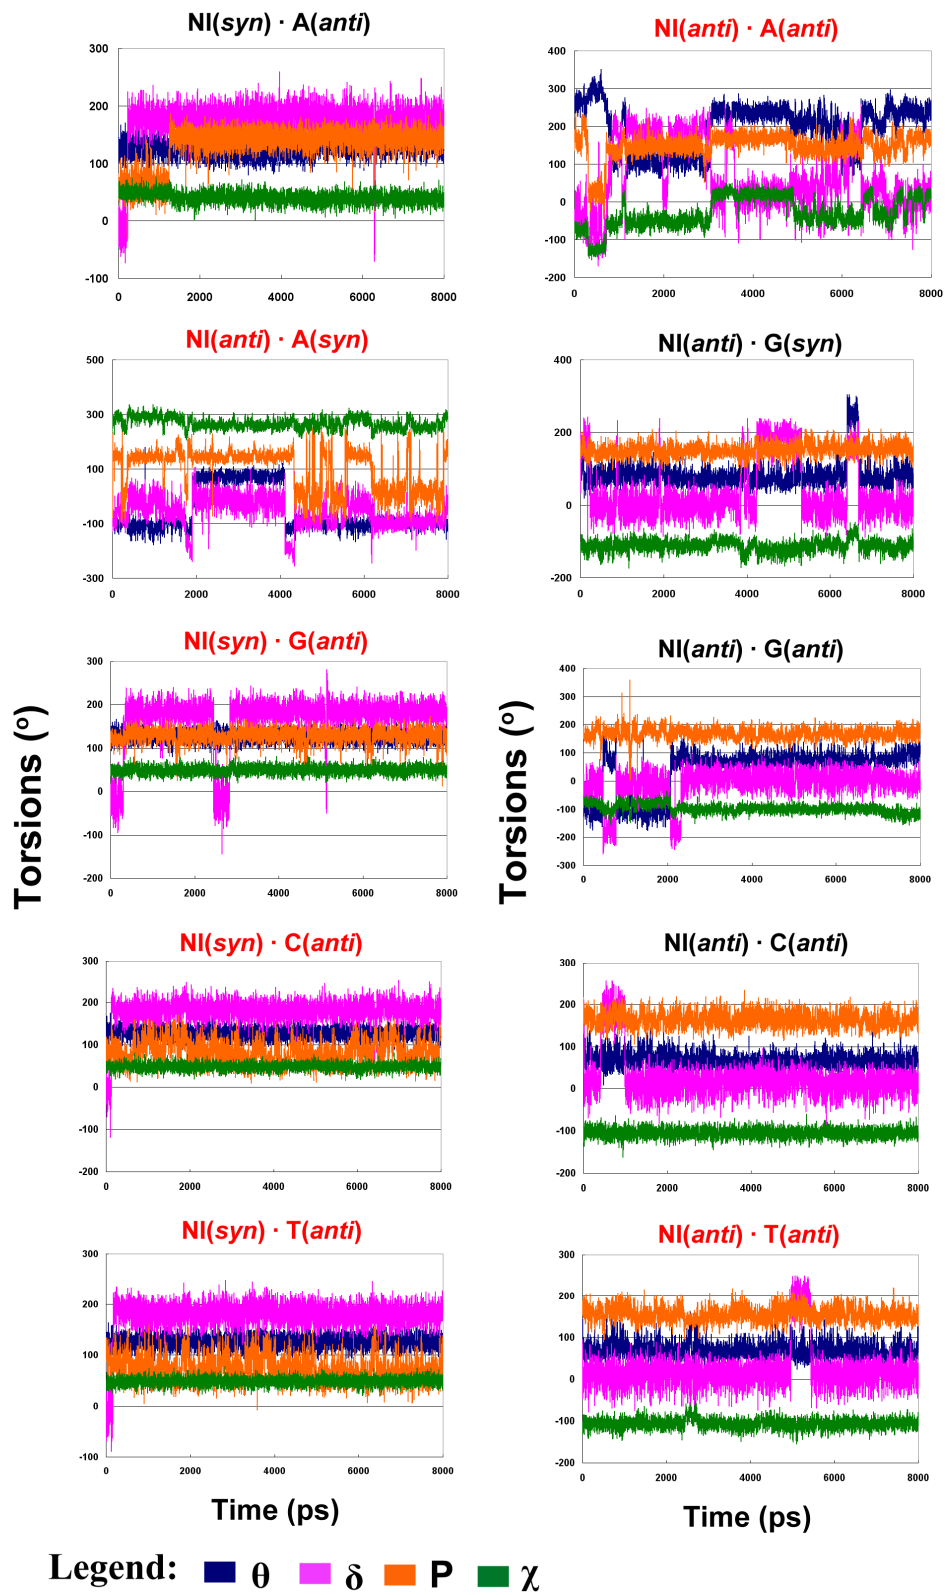 NI(syn) · A(anti)
300
200
100
0
-100
0 2000 4000 6000 8000
NI(anti) · A(anti)
400
300
200
100
0
-100
-200
0 2000 4000 6000 8000
NI(anti) · A(syn)
500
300
100
-100
-300
0 2000 4000 6000 8000
NI(anti) · G(syn)
400
200
0
-200
0 2000 4000 6000 8000
NI(syn) · G(anti)
300
200
100
0
-100
-200
0 2000 4000 6000 8000
NI(anti) · G(anti)
400
300
200
100
0
-100
-200
-300
0 2000 4000 6000 8000
Torsions (º)
Torsions (º)
NI(syn) · C(anti)
300
200
100
0
-100
-200
0 2000 4000 6000 8000
NI(anti) · C(anti)
300
200
100
0
-100
-200
0 2000 4000 6000 8000
NI(syn) · T(anti)
300
200
100
0
-100
0 2000 4000 6000 8000
NI(anti) · T(anti)
300
200
100
0
-100
-200
0 2000 4000 6000 8000
Time (ps)
Time (ps)
Legend: θ δ P χ